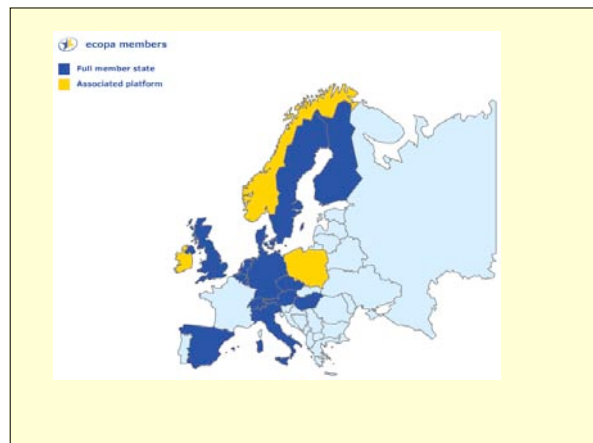 ecopa members
Full member state
Associated platform